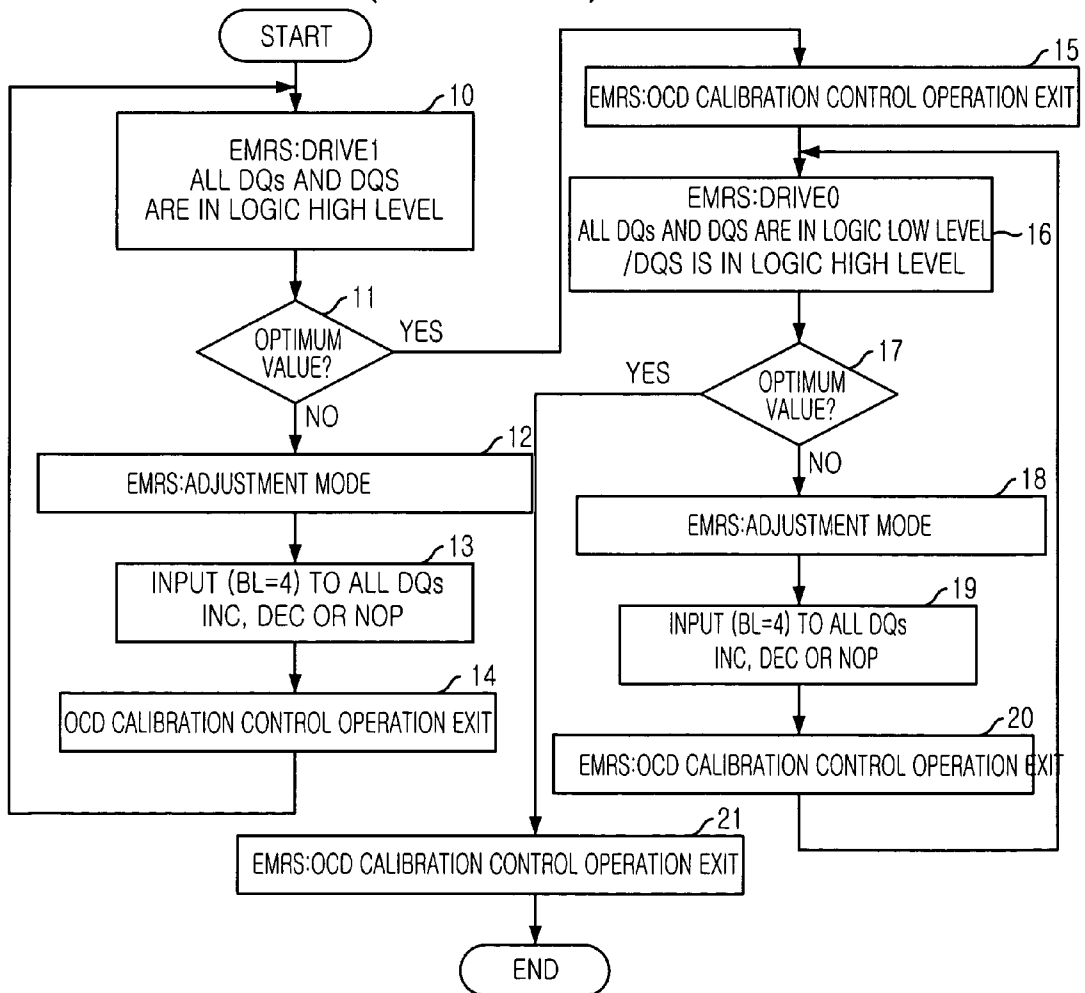 START
10
EMRS:DRIVE1
ALL DQs AND DQS
ARE IN LOGIC HIGH LEVEL
11
OPTIMUM
VALUE?
YES
NO
12
EMRS:ADJUSTMENT MODE
13
INPUT (BL=4) TO ALL DQs
INC, DEC OR NOP
14
OCD CALIBRATION CONTROL OPERATION EXIT
15
EMRS:OCD CALIBRATION CONTROL OPERATION EXIT
EMRS:DRIVE0
ALL DQs AND DQS ARE IN LOGIC LOW LEVEL
/DQS IS IN LOGIC HIGH LEVEL
16
17
OPTIMUM
VALUE?
YES
NO
18
EMRS:ADJUSTMENT MODE
19
INPUT (BL=4) TO ALL DQs
INC, DEC OR NOP
20
EMRS:OCD CALIBRATION CONTROL OPERATION EXIT
21
EMRS:OCD CALIBRATION CONTROL OPERATION EXIT
END